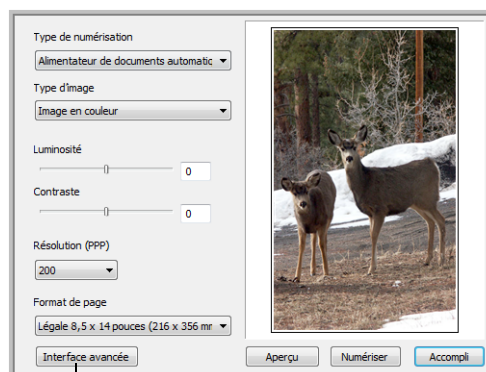 Type de numérisation
Alimentateur de documents automatic
Type d'image
Image en couleur
Luminosité
0
Contraste
0
Résolution (PPP)
200
Format de page
Légale 8,5 x 14 pouces (216 x 356 mr
Interface avancée
Aperçu
Numériser
Accompli